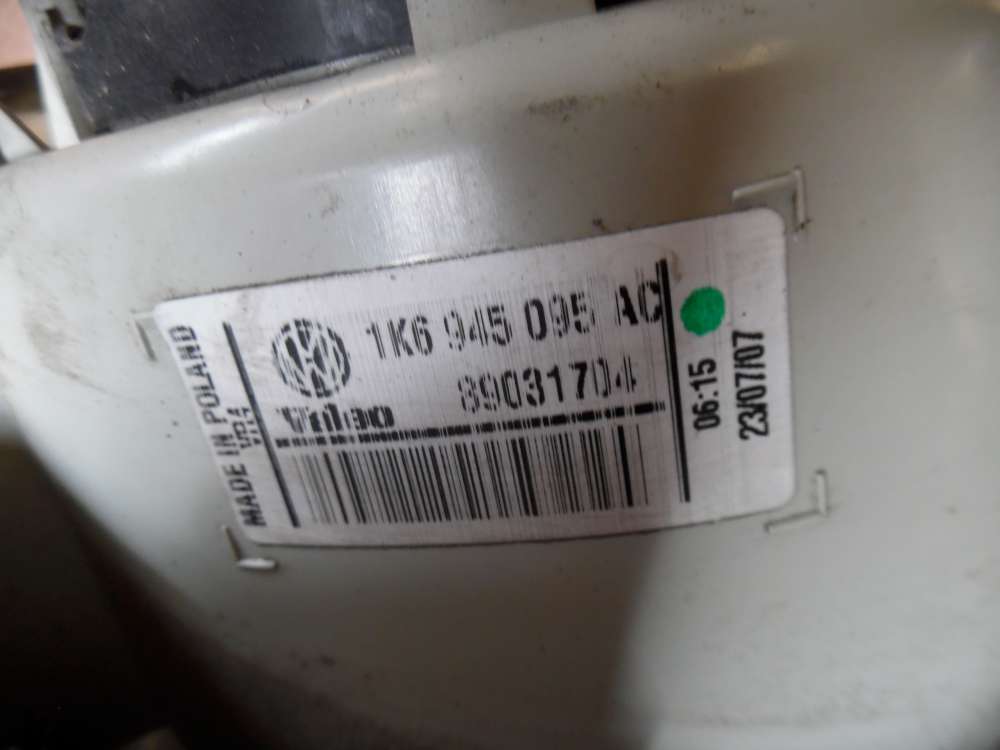 MADE IN POLAND
1K6 945 095 AC
89031704
Valeo
06:15
23/07/07